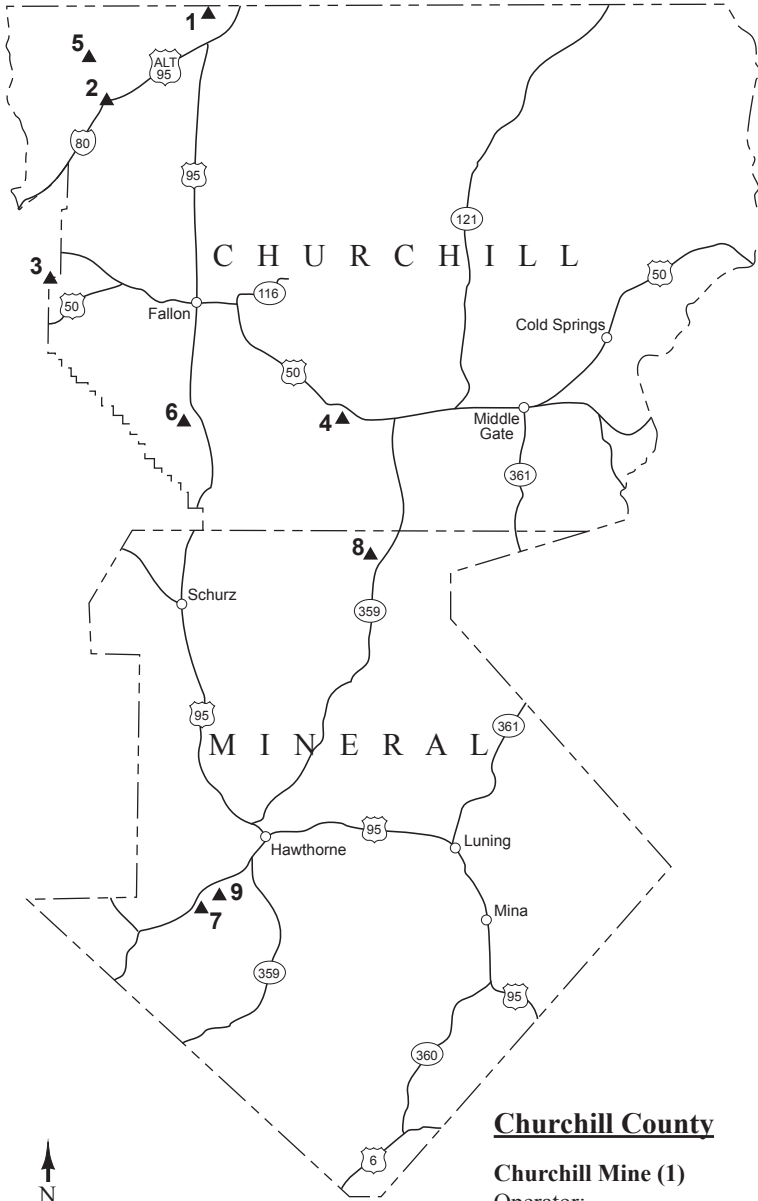 1
5
ALT
95
2
80
95
121
C H U R C H I L L
3
50
50
116
Fallon
Cold Springs
50
6
4
Middle
Gate
361
8
Schurz
359
95
361
M I N E R A L
95
Hawthorne
Luning
9
7
Mina
359
95
360
Churchill County
6
Churchill Mine (1)
N
Operator: